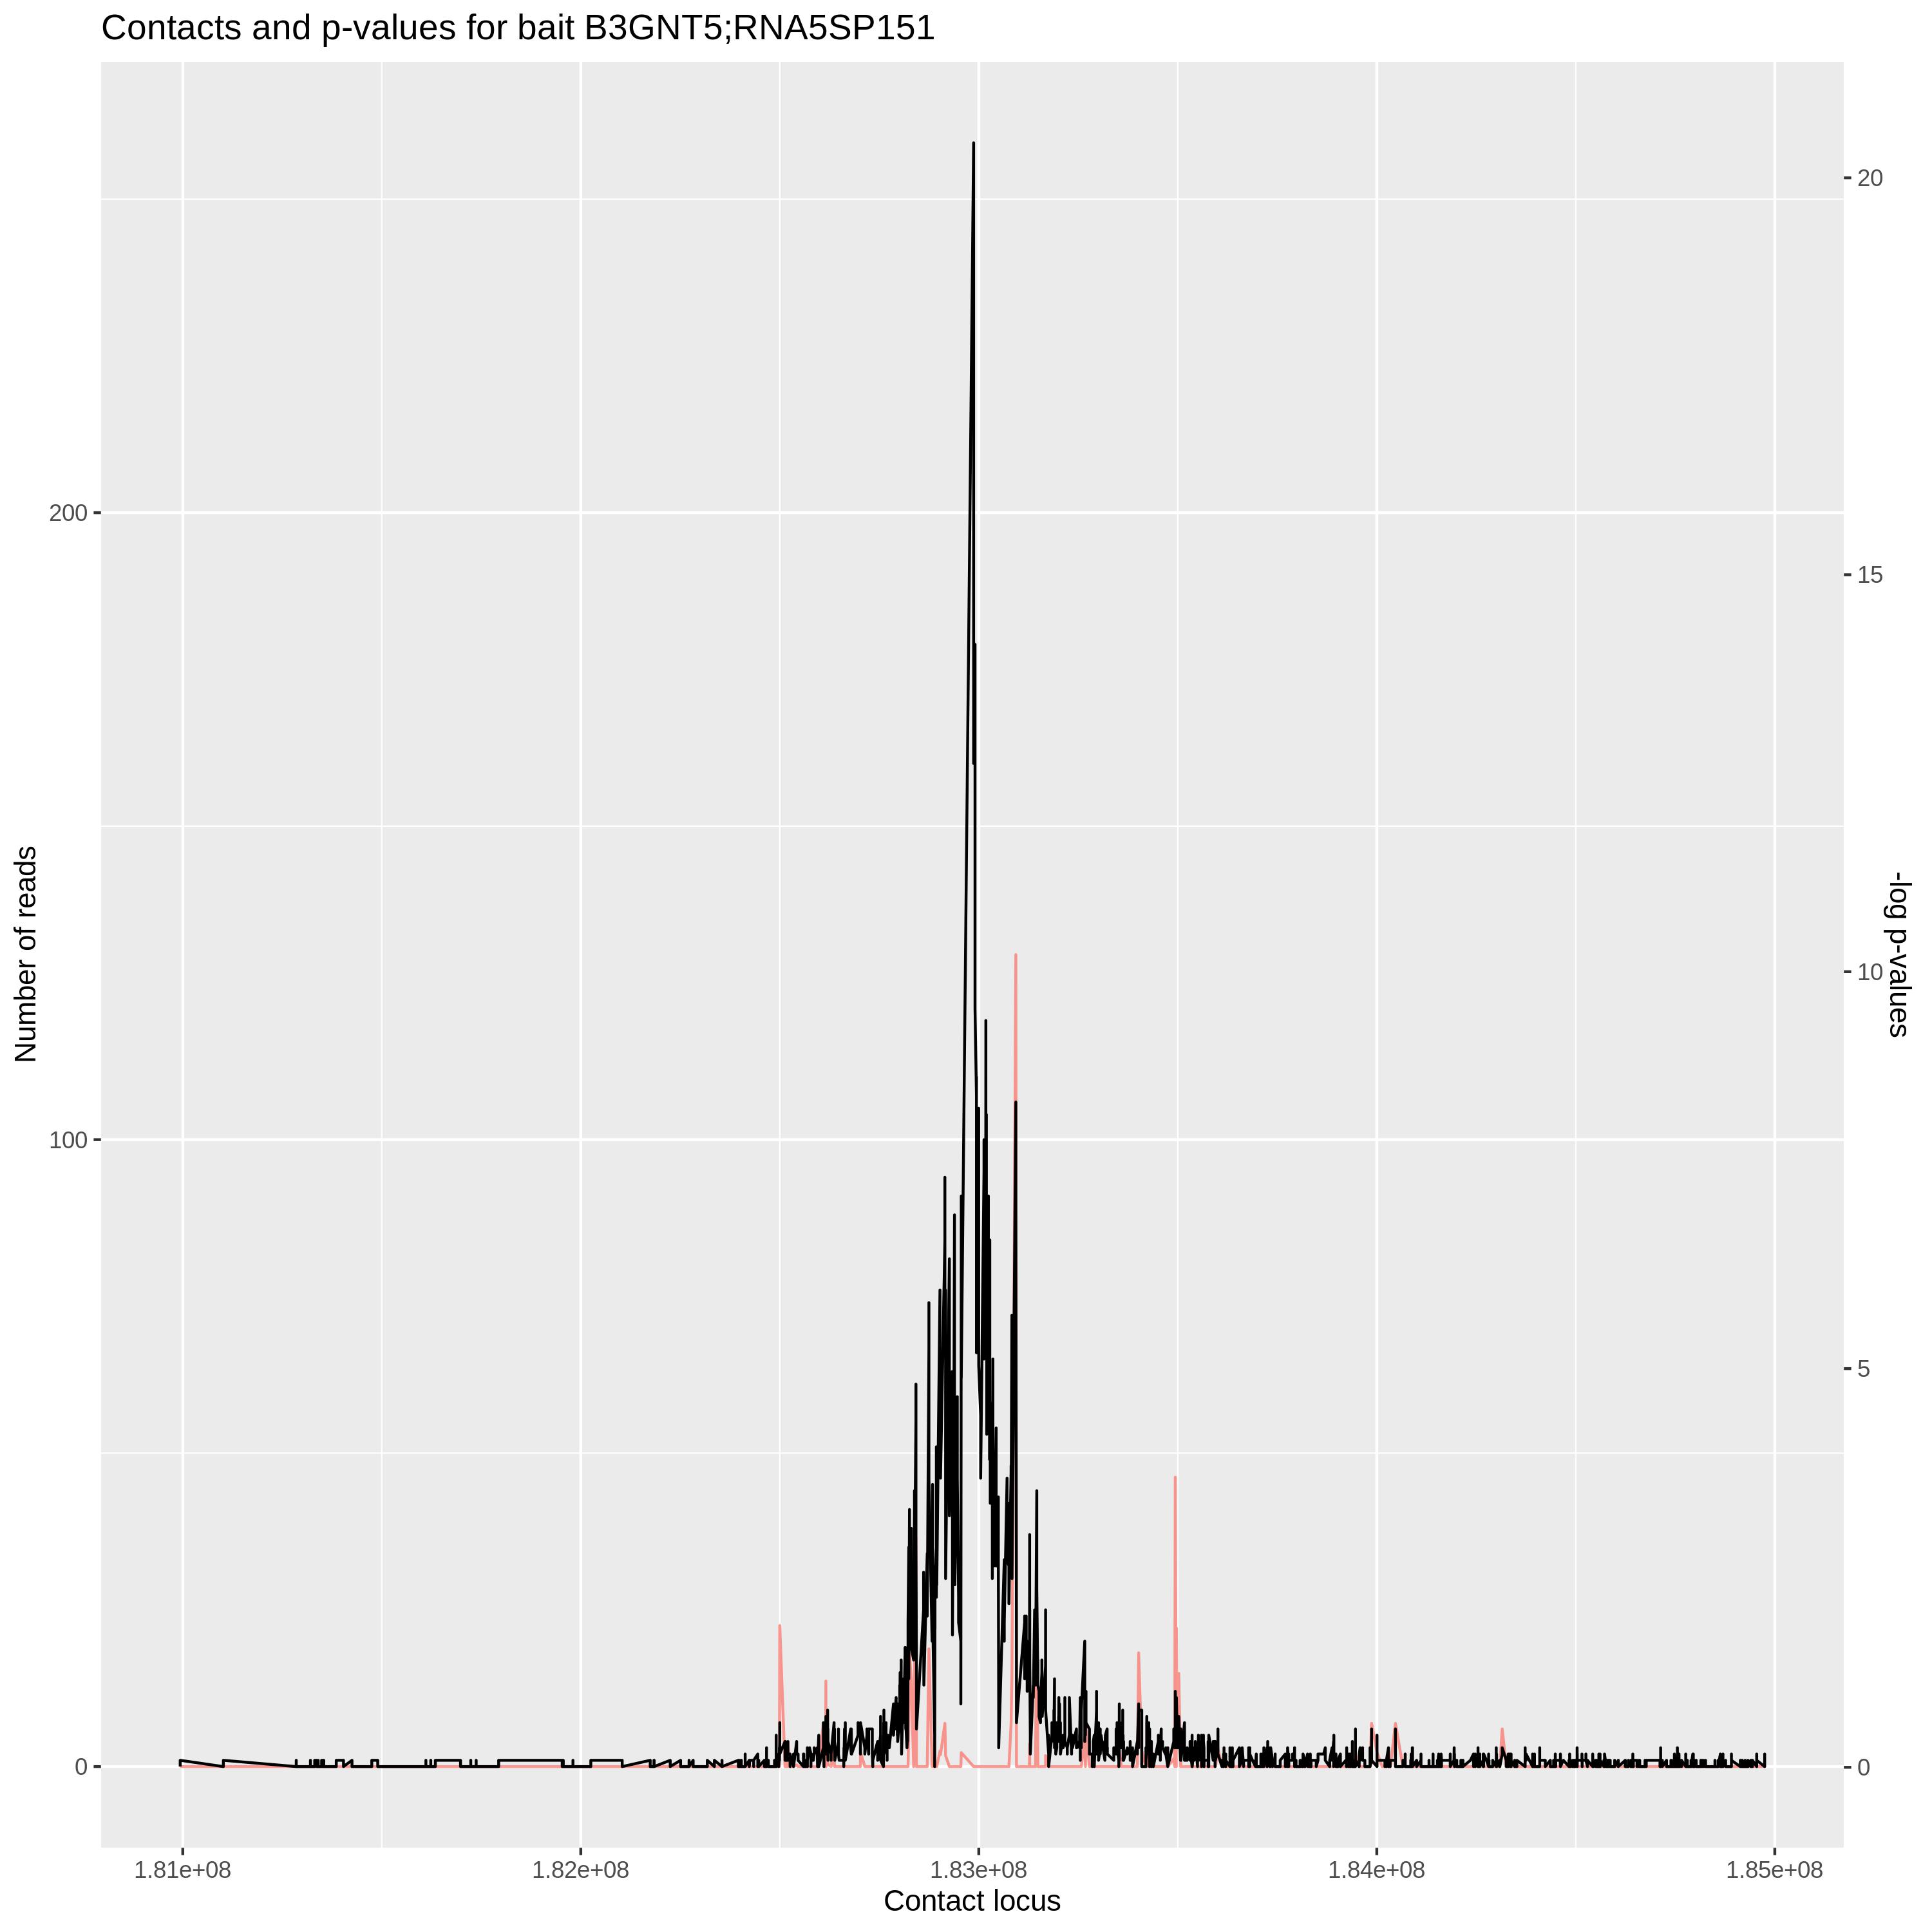 Contacts and p-values for bait B3GNT5;RNA5SP151
Number of reads
200
100
0
20
15
10
5
0
-log p-values
1.81e+08
1.82e+08
1.83e+08
1.84e+08
1.85e+08
Contact locus